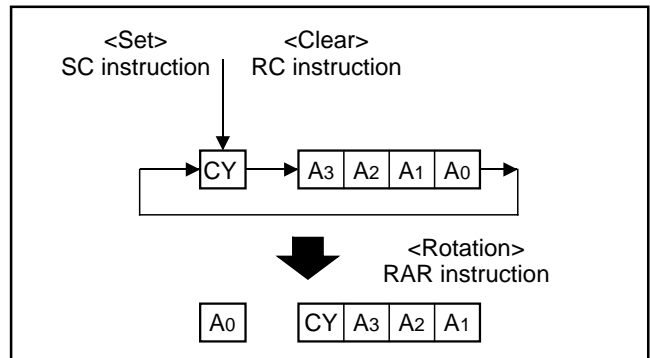 <Set> <Clear>
SC instruction RC instruction
CY A3 A2 A1 A0
<Rotation>
RAR instruction
A0 CY A3 A2 A1